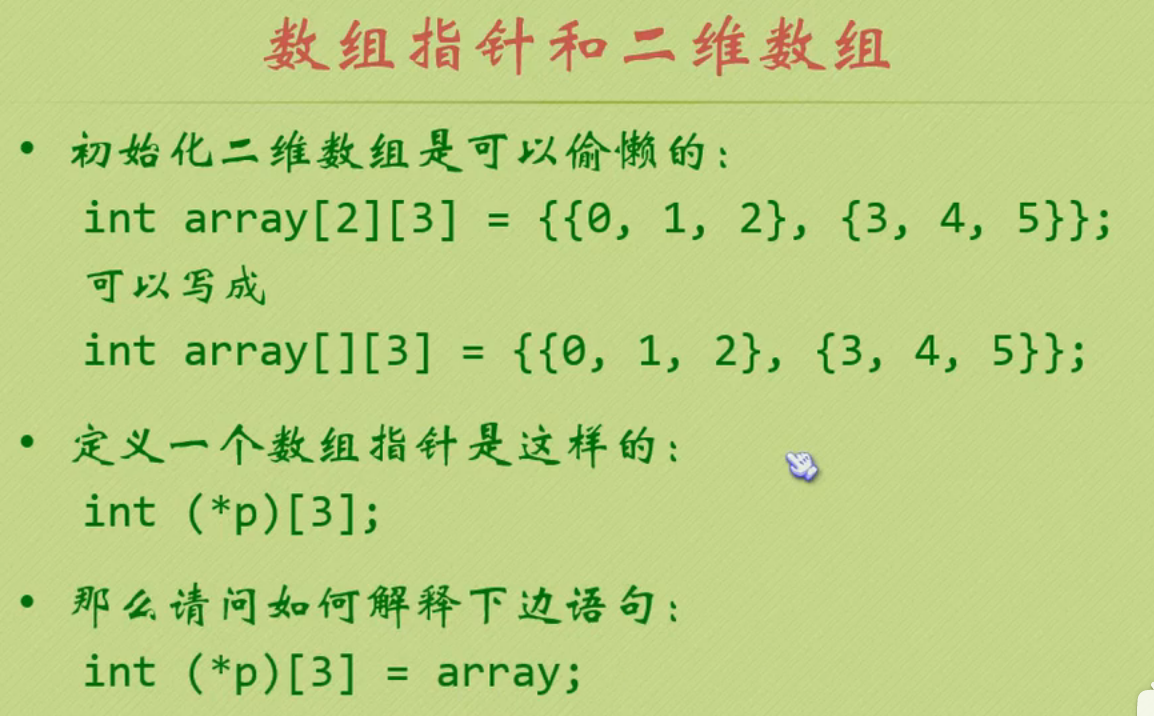 数组指针和二维数组
• 初始化二维数组是可以偷懒的：
int array[2][3] = {{0, 1, 2}, {3, 4, 5}};
可以写成
int array[][3] = {{0, 1, 2}, {3, 4, 5}};
• 定义一个数组指针是这样的：
int (*p)[3];
• 那么请问如何解释下边语句：
int (*p)[3] = array;